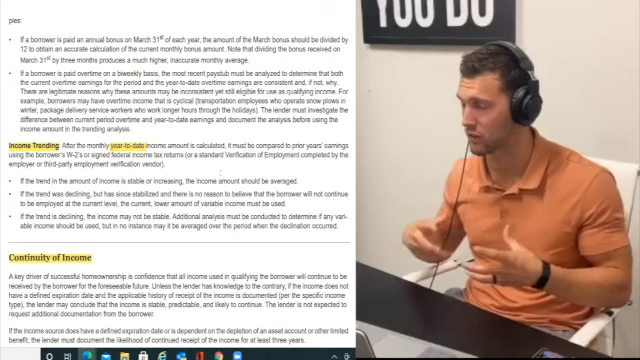 ples:
If a borrower is paid an annual bonus on March 31st of each year, the amount of the March bonus should be divided by
12 to obtain an accurate calculation of the current monthly bonus amount. Note that dividing the bonus received on
March 31st by three months produces a much higher, inaccurate monthly average.
If a borrower is paid overtime on a biweekly basis, the most recent paystub must be analyzed to determine that both
the current overtime earnings for the period and the year-to-date overtime earnings are consistent and, if not, why.
There are legitimate reasons why these amounts may be inconsistent yet still eligible for use as qualifying income. For
example, borrowers may have overtime income that is cyclical (transportation employees who operate snow plows in
winter, package delivery service workers who work longer hours through the holidays). The lender must investigate the
difference between current period overtime and year-to-date earnings and document the analysis before using the
income amount in the trending analysis.
Income Trending: After the monthly year-to-date income amount is calculated, it must be compared to prior years' earnings
using the borrower's W-2's or signed federal income tax returns (or a standard Verification of Employment completed by the
employer or third-party employment verification vendor).
If the trend in the amount of income is stable or increasing, the income amount should be averaged.
If the trend was declining, but has since stabilized and there is no reason to believe that the borrower will not continue
to be employed at the current level, the current, lower amount of variable income must be used.
If the trend is declining, the income may not be stable. Additional analysis must be conducted to determine if any vari-
able income should be used, but in no instance may it be averaged over the period when the declination occurred.
Continuity of Income
A key driver of successful homeownership is confidence that all income used in qualifying the borrower will continue to be
received by the borrower for the foreseeable future. Unless the lender has knowledge to the contrary, if the income does not
have a defined expiration date and the applicable history of receipt of the income is documented (per the specific income
type), the lender may conclude that the income is stable, predictable, and likely to continue. The lender is not expected to
request additional documentation from the borrower.
If the income source does have a defined expiration date or is dependent on the depletion of an asset account or other limited
benefit, the lender must document the likelihood of continued receipt of the income for at least three years.
YOU DO